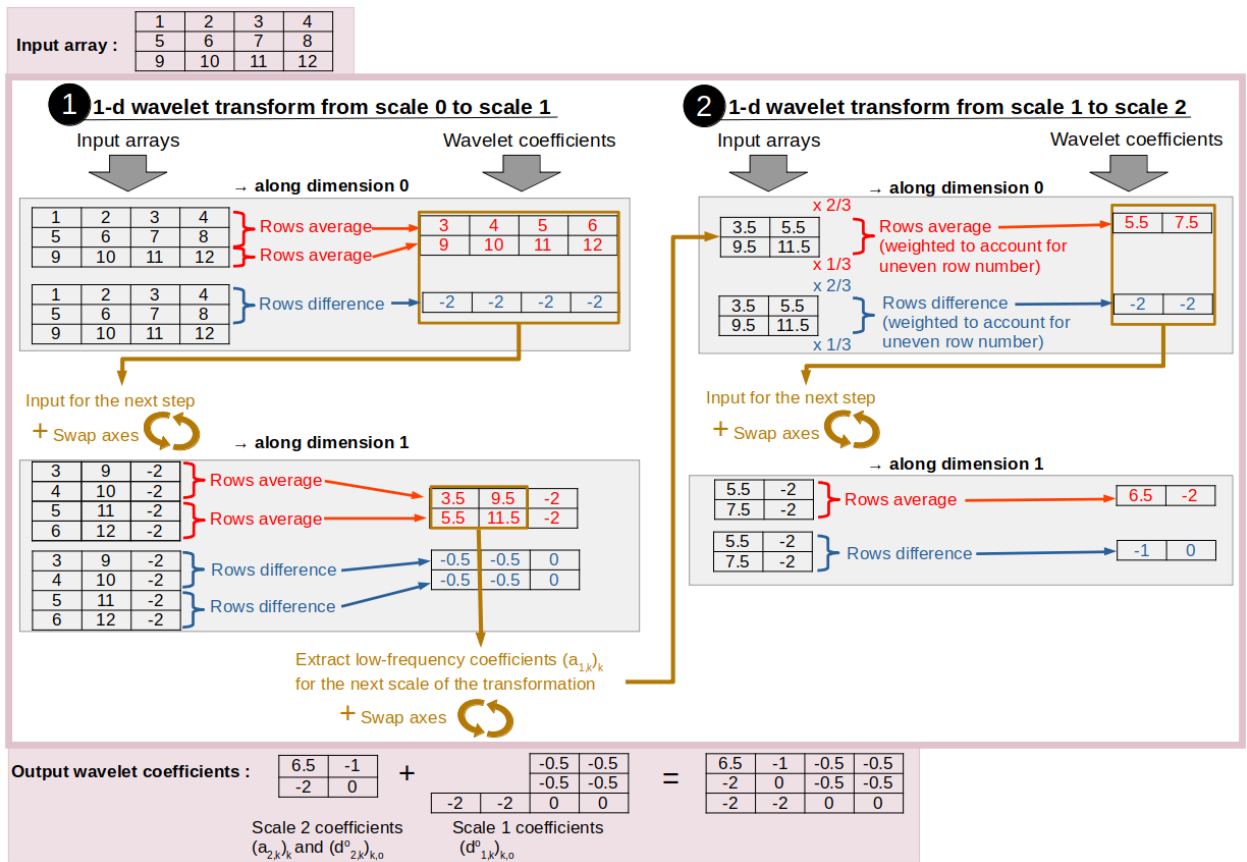 Input array :
1 2 3 4
5 6 7 8
9 10 11 12
1 1-d wavelet transform from scale 0 to scale 1
Input arrays
Wavelet coefficients
→ along dimension 0
1 2 3 4
5 6 7 8
9 10 11 12
Rows average
Rows average
3 4 5 6
9 10 11 12
1 2 3 4
5 6 7 8
9 10 11 12
Rows difference
-2 -2 -2 -2
Input for the next step
+ Swap axes
→ along dimension 1
3 9 -2
4 10 -2
5 11 -2
6 12 -2
Rows average
Rows average
3.5 9.5 -2
5.5 11.5 -2
3 9 -2
4 10 -2
5 11 -2
6 12 -2
Rows difference
Rows difference
-0.5 -0.5 0
-0.5 -0.5 0
Extract low-frequency coefficients (a1,k)k
for the next scale of the transformation
+ Swap axes
2 1-d wavelet transform from scale 1 to scale 2
Input arrays
Wavelet coefficients
→ along dimension 0
x 2/3
3.5 5.5
9.5 11.5
x 1/3
Rows average
(weighted to account for
uneven row number)
5.5 7.5
x 2/3
3.5 5.5
9.5 11.5
x 1/3
Rows difference
(weighted to account for
uneven row number)
-2 -2
Input for the next step
+ Swap axes
→ along dimension 1
5.5 -2
7.5 -2
Rows average
6.5 -2
5.5 -2
7.5 -2
Rows difference
-1 0
Output wavelet coefficients :
6.5 -1
-2 0
+
-0.5 -0.5
-0.5 -0.5
-2 -2 0 0
=
6.5 -1 -0.5 -0.5
-2 0 -0.5 -0.5
-2 -2 0 0
Scale 2 coefficients
(a2,k)k and (do2,k)k,o
Scale 1 coefficients
(do1,k)k,o